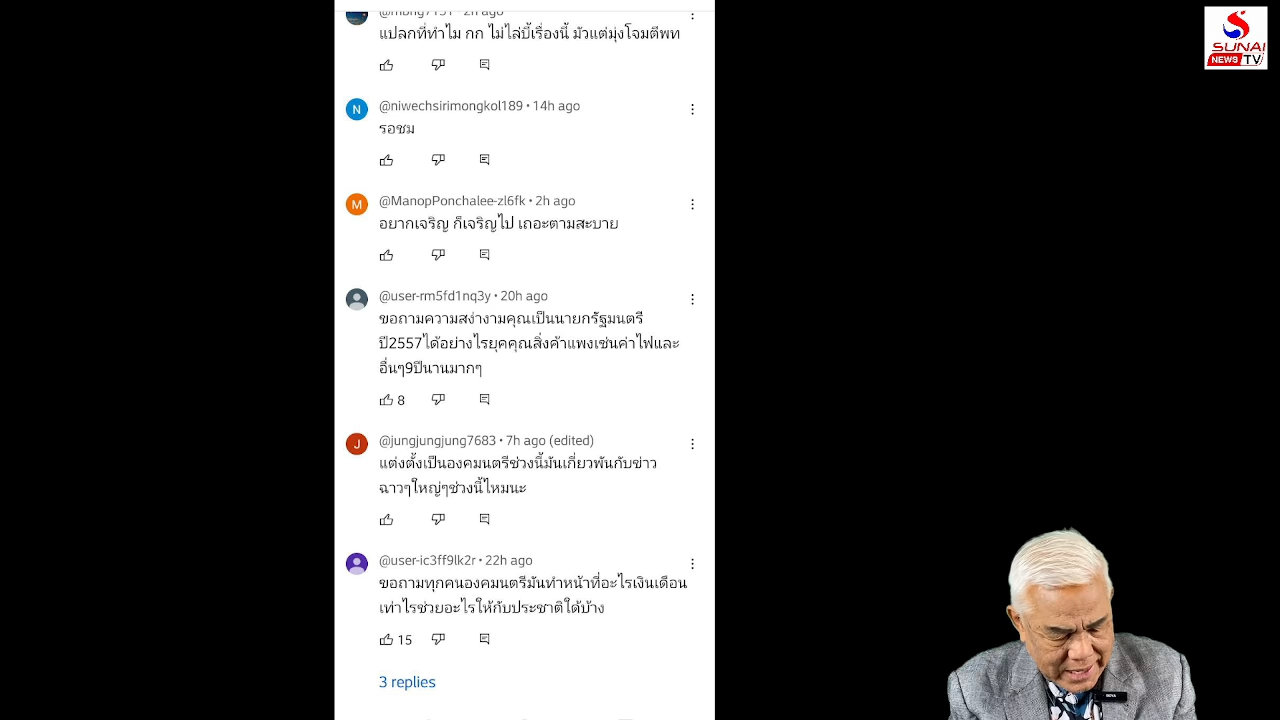 SUNAI
NEWS TV
แปลกที่ทำไม กก ไม่ไล่บี้เรื่องนี้ มัวแต่มุ่งโจมตีพท
N @niwechsirimongkol189 • 14h ago
รอชม
M @ManopPonchalee-zl6fk • 2h ago
อยากเจริญ ก็เจริญไป เถอะตามสะบาย
@user-rm5fd1nq3y • 20h ago
ขอถามความสง่างามคุณเป็นนายกรัฐมนตรี
ปี2557ได้อย่างไรยุคคุณสิ่งค้าแพงเช่นค่าไฟและ
อื่นๆ9ปีนานมากๆ
8
J @jungjungjung7683 • 7h ago (edited)
แต่งตั้งเป็นองคมนตรีช่วงนี้มันเกี่ยวพันกับข่าว
ฉาวๆใหญ่ๆช่วงนี้ไหมนะ
@user-ic3ff9lk2r • 22h ago
ขอถามทุกคนองคมนตรีมันทำหน้าที่อะไรเงินเดือน
เท่าไรช่วยอะไรให้กับประชาติใด้บ้าง
15
3 replies